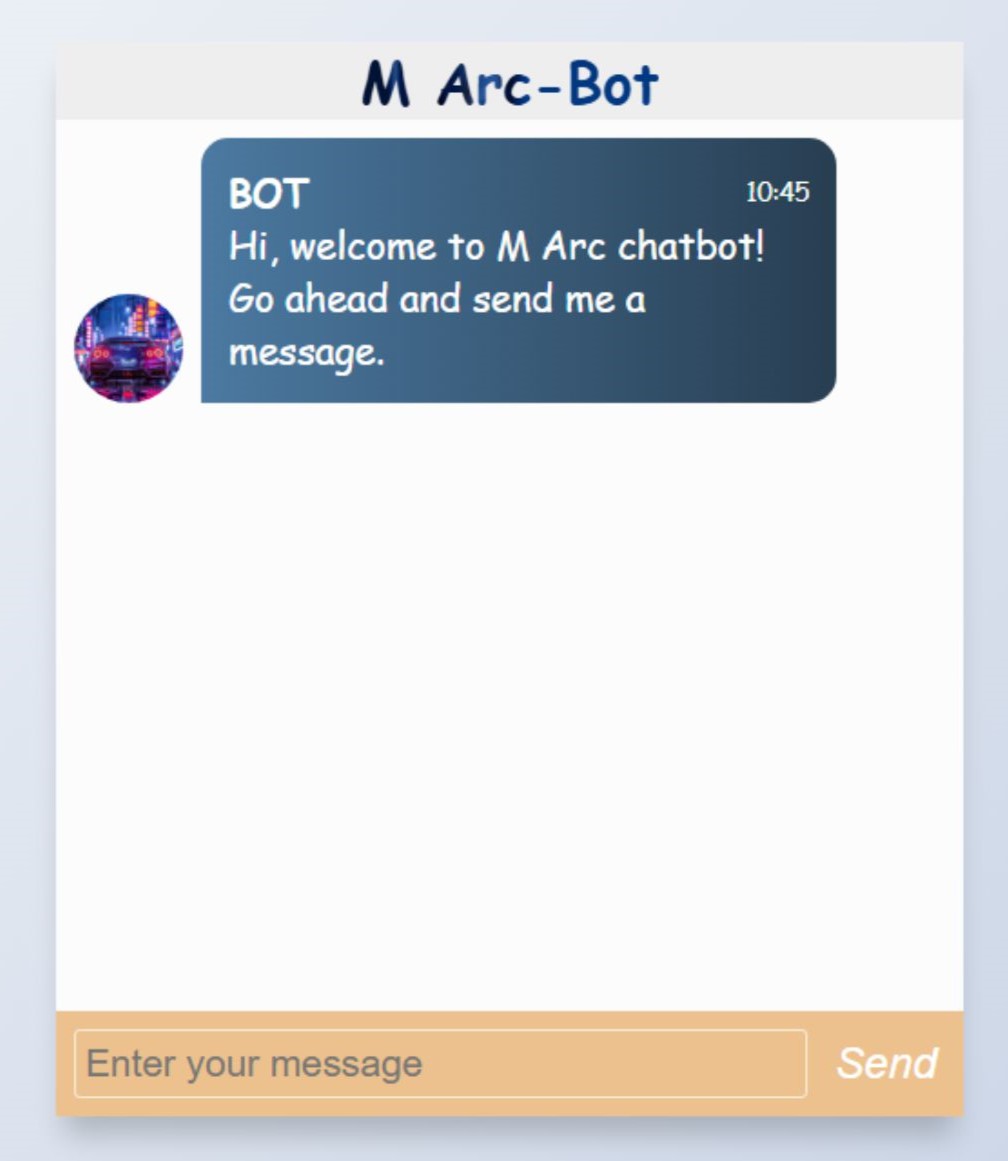 M Arc-Bot
BOT
10:45
Hi, welcome to M Arc chatbot!
Go ahead and send me a
message.
Enter your message
Send